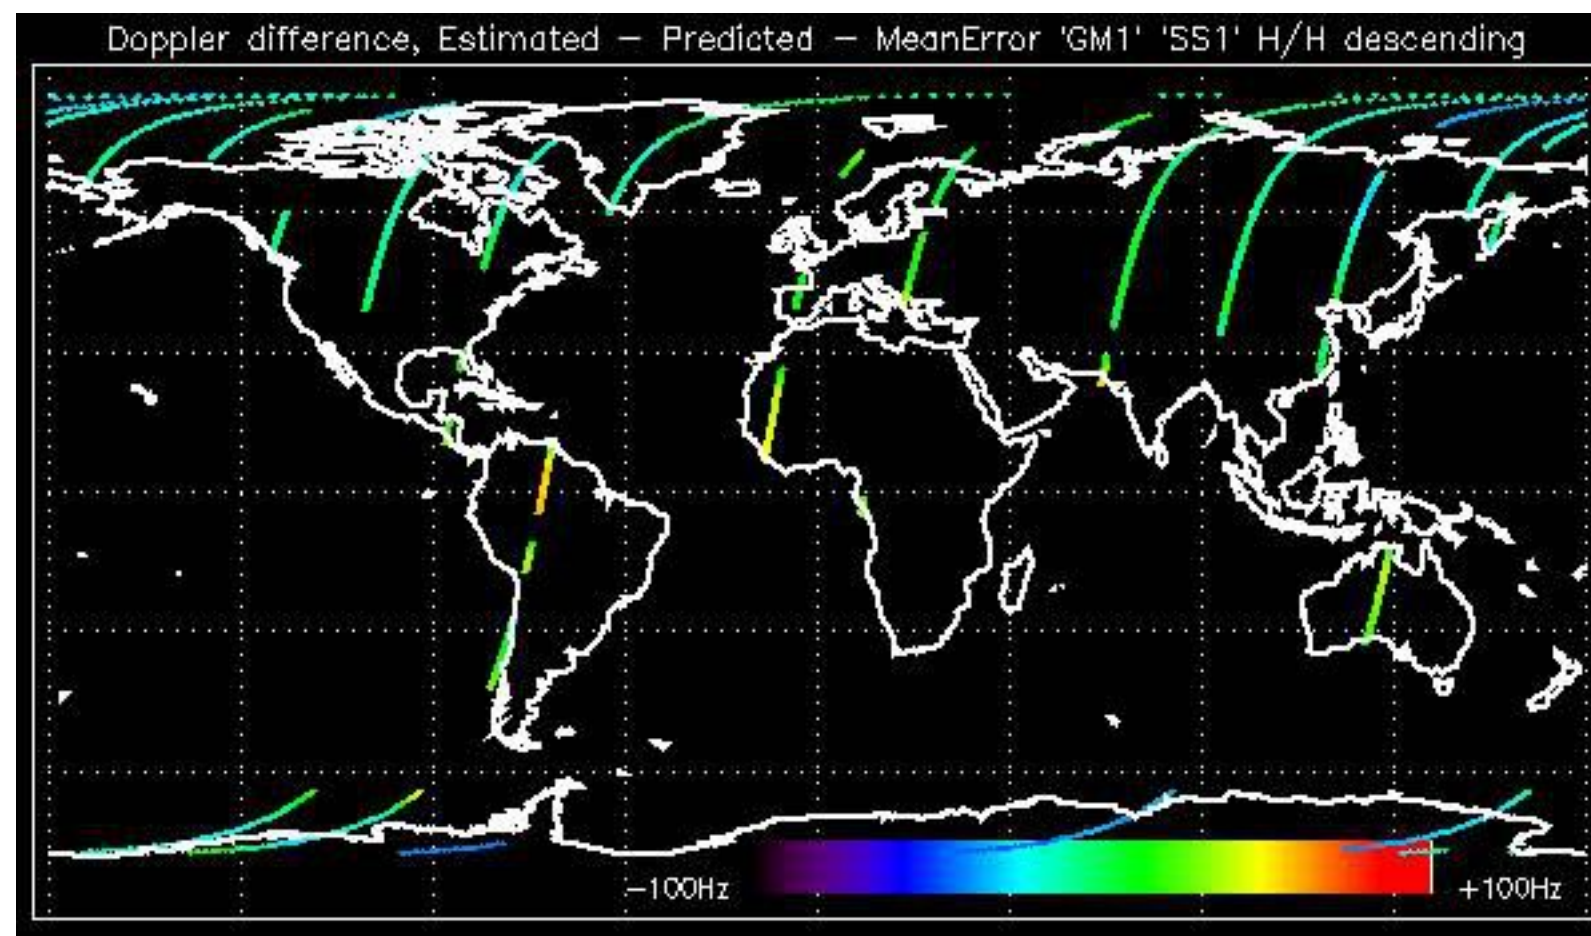 Doppler difference, Estimated – Predicted – MeanError 'GM1' 'SS1' H/H descending
–100Hz
+100Hz